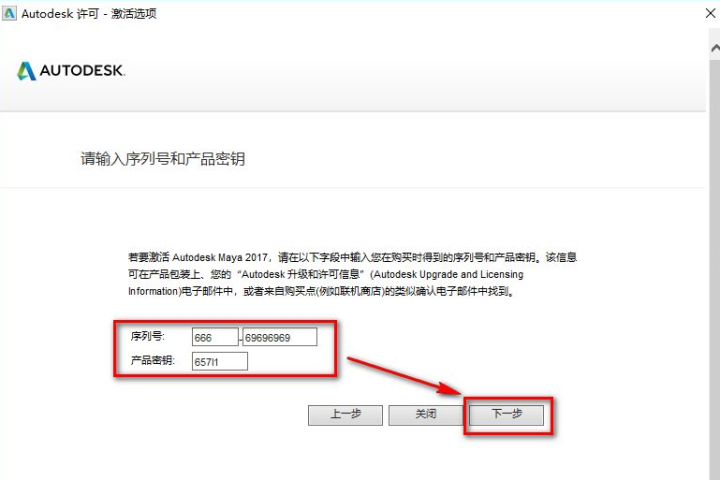 Autodesk 许可 - 激活选项
AUTODESK.
请输入序列号和产品密钥
若要激活 Autodesk Maya 2017，请在以下字段中输入您在购买时得到的序列号和产品密钥。该信息
可在产品包装上、您的“Autodesk 升级和许可信息”(Autodesk Upgrade and Licensing
Information)电子邮件中，或者来自购买点(例如联机商店)的类似确认电子邮件中找到。
序列号: 666 - 69696969
产品密钥: 657I1
上一步 关闭 下一步